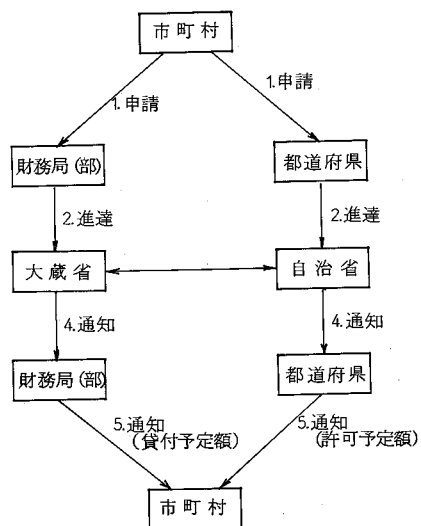 市町村
1.申請
1.申請
財務局(部)
都道府県
2.進達
2.進達
大蔵省
自治省
4.通知
4.通知
財務局(部)
都道府県
5.通知
(貸付予定額)
5.通知
(許可予定額)
市町村